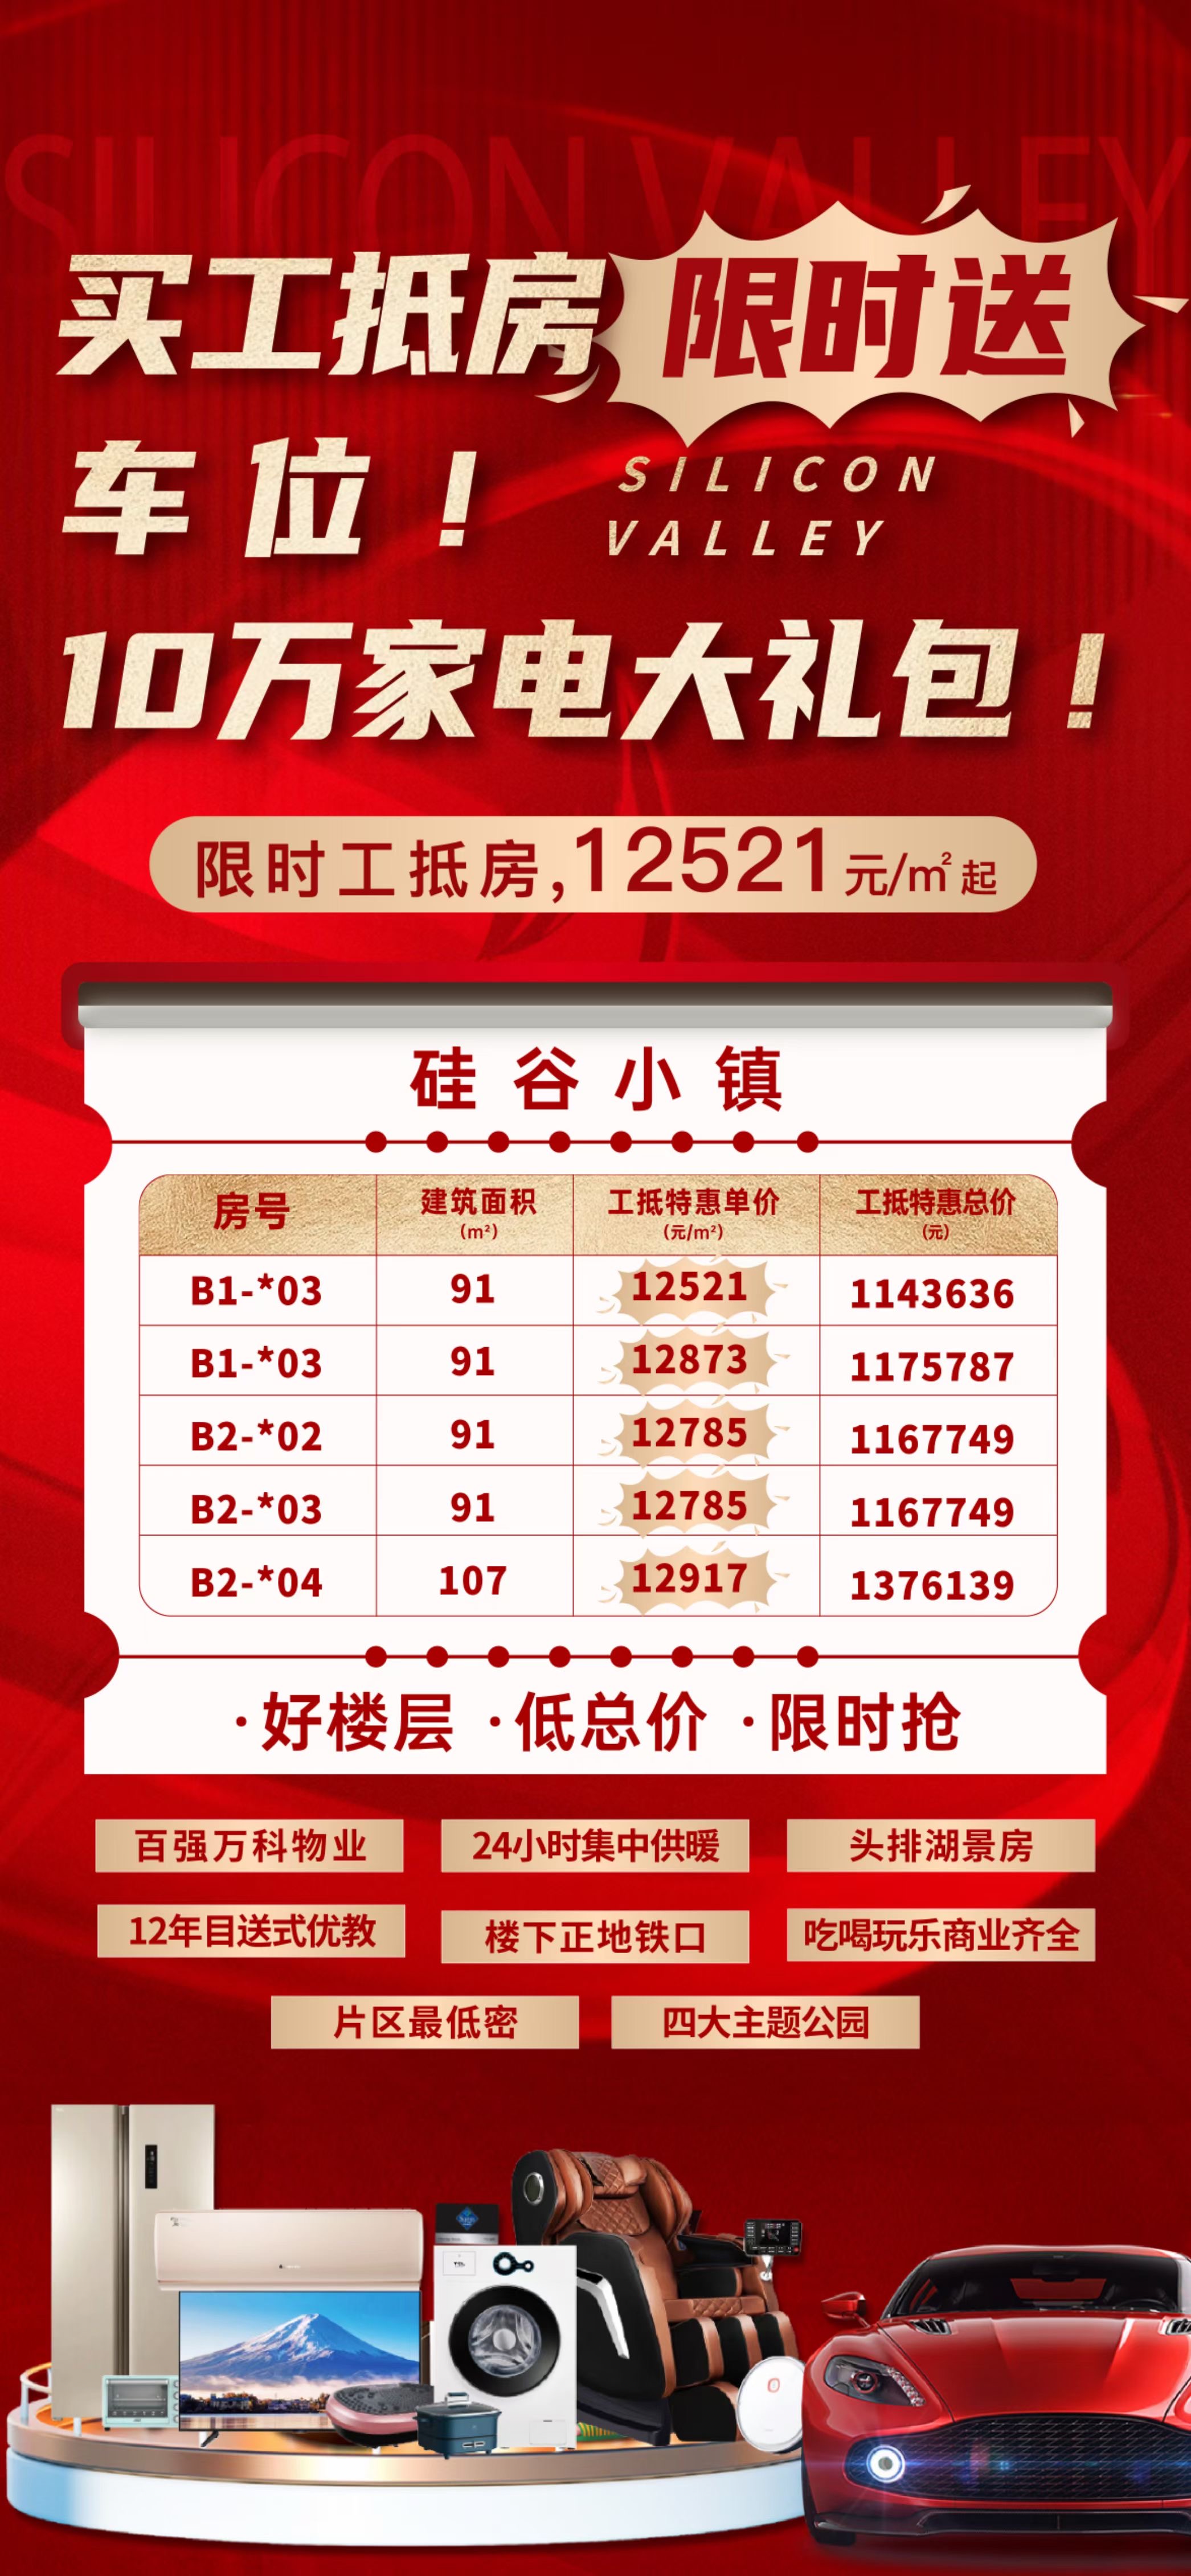 SILICON VALLEY
买工抵房 限时送
车位！
SILICON
VALLEY
10万家电大礼包！
限时工抵房,12521元/㎡起
硅谷小镇
房号 建筑面积 工抵特惠单价 工抵特惠总价
(m²) (元/m²) (元)
B1-*03 91 12521 1143636
B1-*03 91 12873 1175787
B2-*02 91 12785 1167749
B2-*03 91 12785 1167749
B2-*04 107 12917 1376139
·好楼层 ·低总价 ·限时抢
百强万科物业 24小时集中供暖 头排湖景房
12年目送式优教 楼下正地铁口 吃喝玩乐商业齐全
片区最低密 四大主题公园
TCL